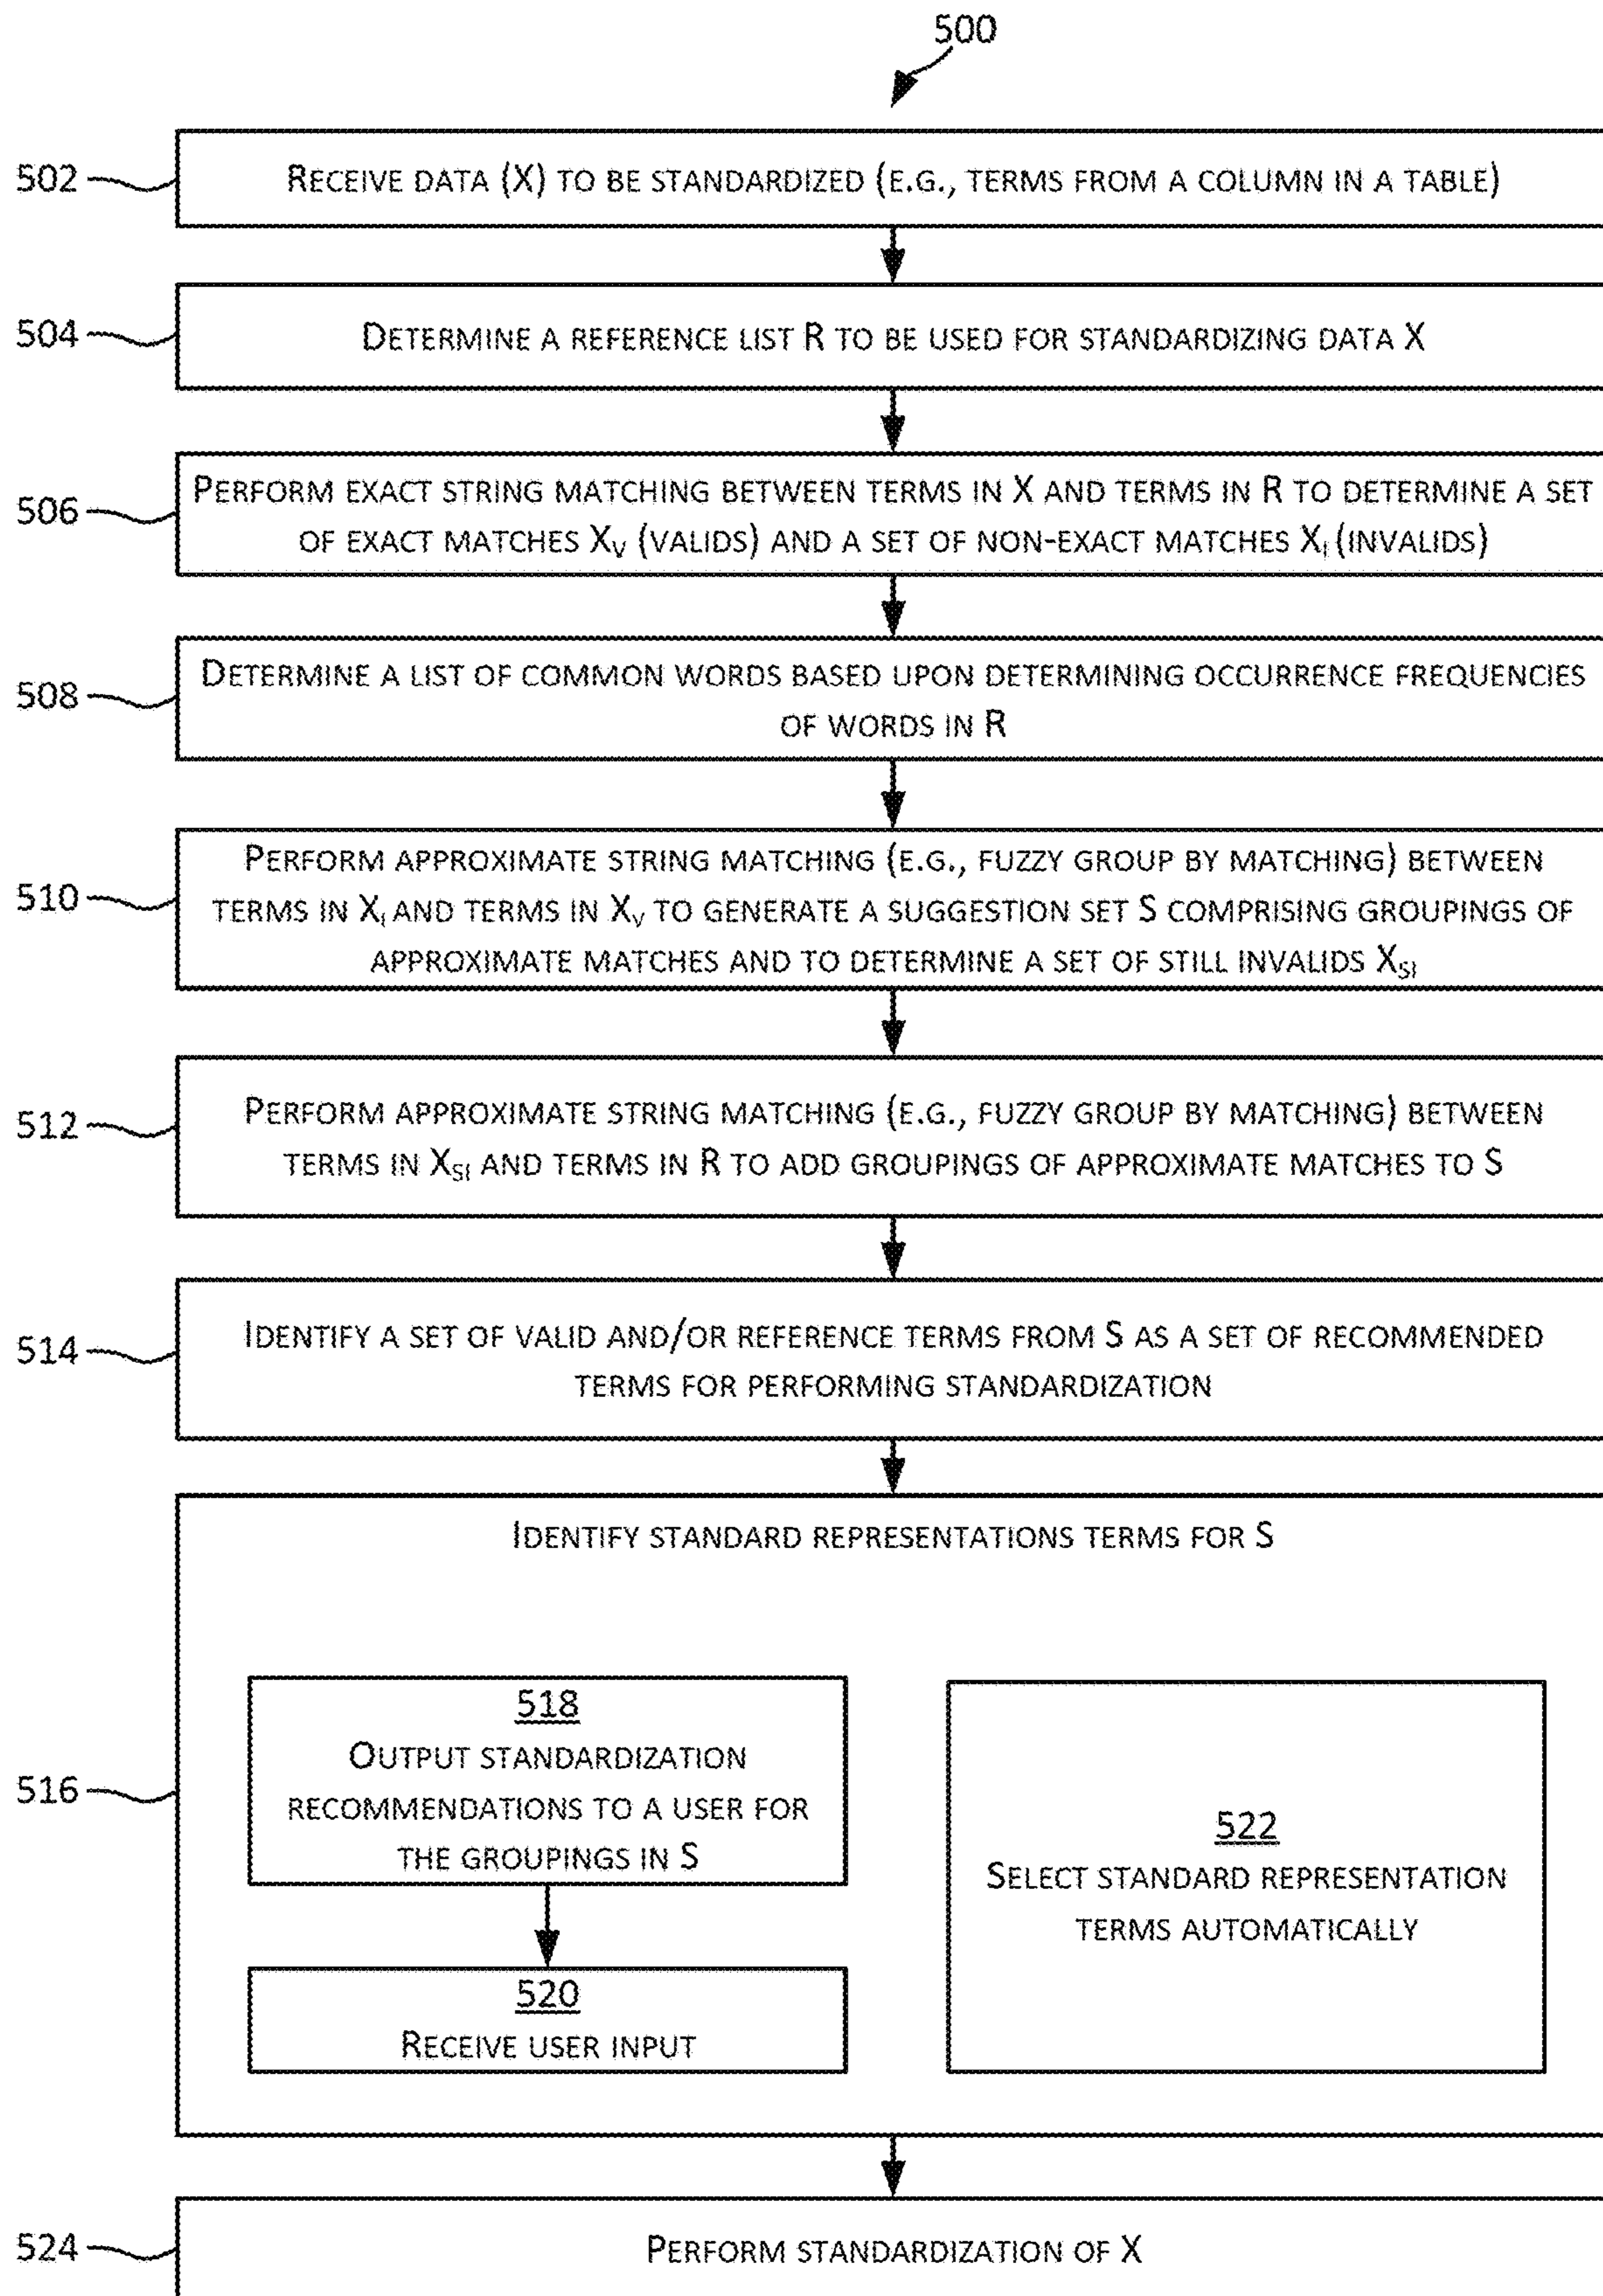 500
502
RECEIVE DATA (X) TO BE STANDARDIZED (E.G., TERMS FROM A COLUMN IN A TABLE)
504
DETERMINE A REFERENCE LIST R TO BE USED FOR STANDARDIZING DATA X
506
PERFORM EXACT STRING MATCHING BETWEEN TERMS IN X AND TERMS IN R TO DETERMINE A SET
OF EXACT MATCHES X_V (VALIDS) AND A SET OF NON-EXACT MATCHES X_I (INVALIDS)
508
DETERMINE A LIST OF COMMON WORDS BASED UPON DETERMINING OCCURRENCE FREQUENCIES
OF WORDS IN R
510
PERFORM APPROXIMATE STRING MATCHING (E.G., FUZZY GROUP BY MATCHING) BETWEEN
TERMS IN X_I AND TERMS IN X_V TO GENERATE A SUGGESTION SET S COMPRISING GROUPINGS OF
APPROXIMATE MATCHES AND TO DETERMINE A SET OF STILL INVALIDS X_SI
512
PERFORM APPROXIMATE STRING MATCHING (E.G., FUZZY GROUP BY MATCHING) BETWEEN
TERMS IN X_SI AND TERMS IN R TO ADD GROUPINGS OF APPROXIMATE MATCHES TO S
514
IDENTIFY A SET OF VALID AND/OR REFERENCE TERMS FROM S AS A SET OF RECOMMENDED
TERMS FOR PERFORMING STANDARDIZATION
516
IDENTIFY STANDARD REPRESENTATIONS TERMS FOR S
518
OUTPUT STANDARDIZATION
RECOMMENDATIONS TO A USER FOR
THE GROUPINGS IN S
520
RECEIVE USER INPUT
522
SELECT STANDARD REPRESENTATION
TERMS AUTOMATICALLY
524
PERFORM STANDARDIZATION OF X